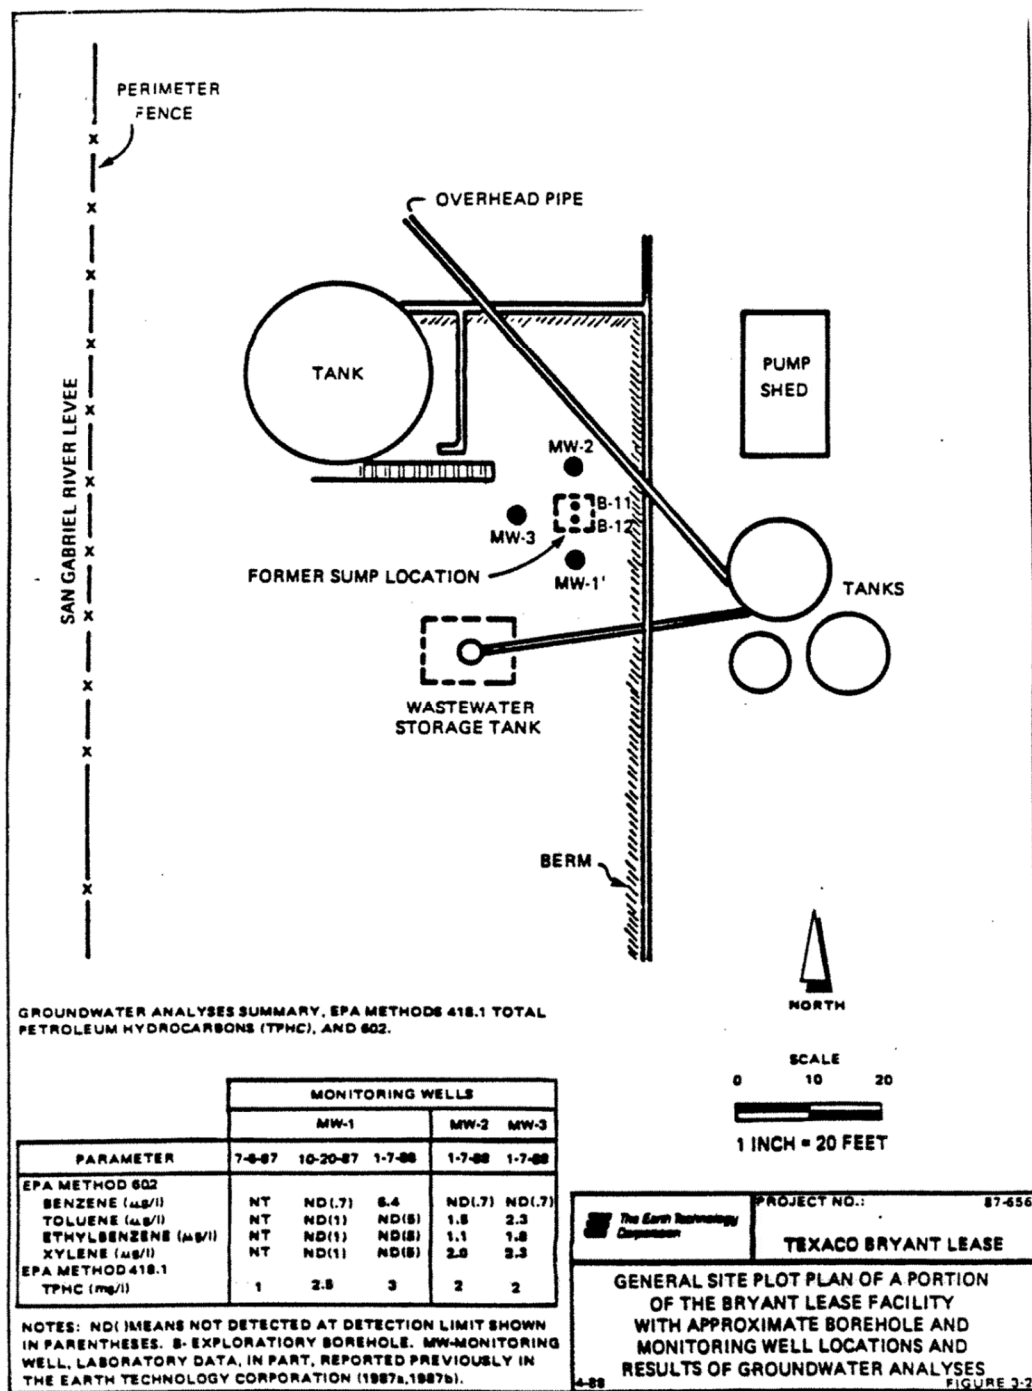 PERIMETER
FENCE
OVERHEAD PIPE
TANK
PUMP
SHED
SAN GABRIEL RIVER LEVEE
MW-2
B-11
B-12
MW-3
FORMER SUMP LOCATION
MW-1'
TANKS
WASTEWATER
STORAGE TANK
BERM
NORTH
GROUNDWATER ANALYSES SUMMARY, EPA METHODS 418.1 TOTAL
PETROLEUM HYDROCARBONS (TPHC), AND 602.
SCALE
0 10 20
1 INCH = 20 FEET
MONITORING WELLS
MW-1 MW-2 MW-3
PARAMETER 7-6-87 10-20-87 1-7-88 1-7-88 1-7-88
EPA METHOD 602
BENZENE (µg/l) NT ND(.7) 6.4 ND(.7) ND(.7)
TOLUENE (µg/l) NT ND(1) ND(5) 1.5 2.3
ETHYLBENZENE (µg/l) NT ND(1) ND(5) 1.1 1.8
XYLENE (µg/l) NT ND(1) ND(5) 2.0 2.3
EPA METHOD 418.1
TPHC (mg/l) 1 2.5 3 2 2
NOTES: ND( )MEANS NOT DETECTED AT DETECTION LIMIT SHOWN
IN PARENTHESES. B- EXPLORATIORY BOREHOLE. MW-MONITORING
WELL, LABORATORY DATA, IN PART, REPORTED PREVIOUSLY IN
THE EARTH TECHNOLOGY CORPORATION (1987a,1987b).
The Earth Technology
Corporation
PROJECT NO.: 87-656
TEXACO BRYANT LEASE
GENERAL SITE PLOT PLAN OF A PORTION
OF THE BRYANT LEASE FACILITY
WITH APPROXIMATE BOREHOLE AND
MONITORING WELL LOCATIONS AND
RESULTS OF GROUNDWATER ANALYSES
4-88 FIGURE 3-2